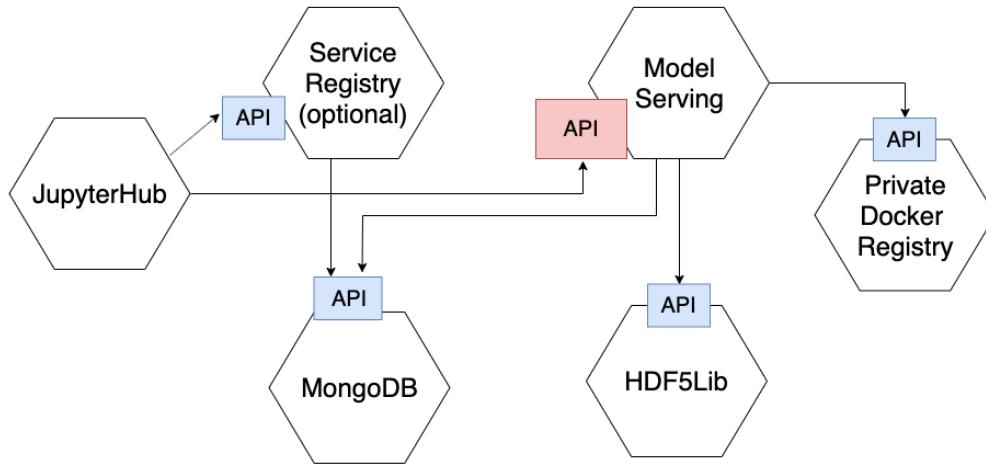 Service
Registry
(optional)
API
Model
Serving
API
API
Private
Docker
Registry
JupyterHub
API
MongoDB
API
HDF5Lib